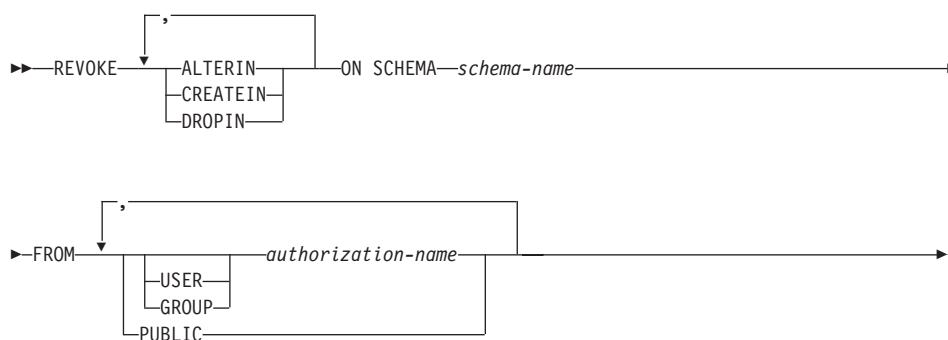 ,
REVOKE ALTERIN ON SCHEMA schema-name
CREATEIN
DROPIN
,
FROM authorization-name
USER
GROUP
PUBLIC